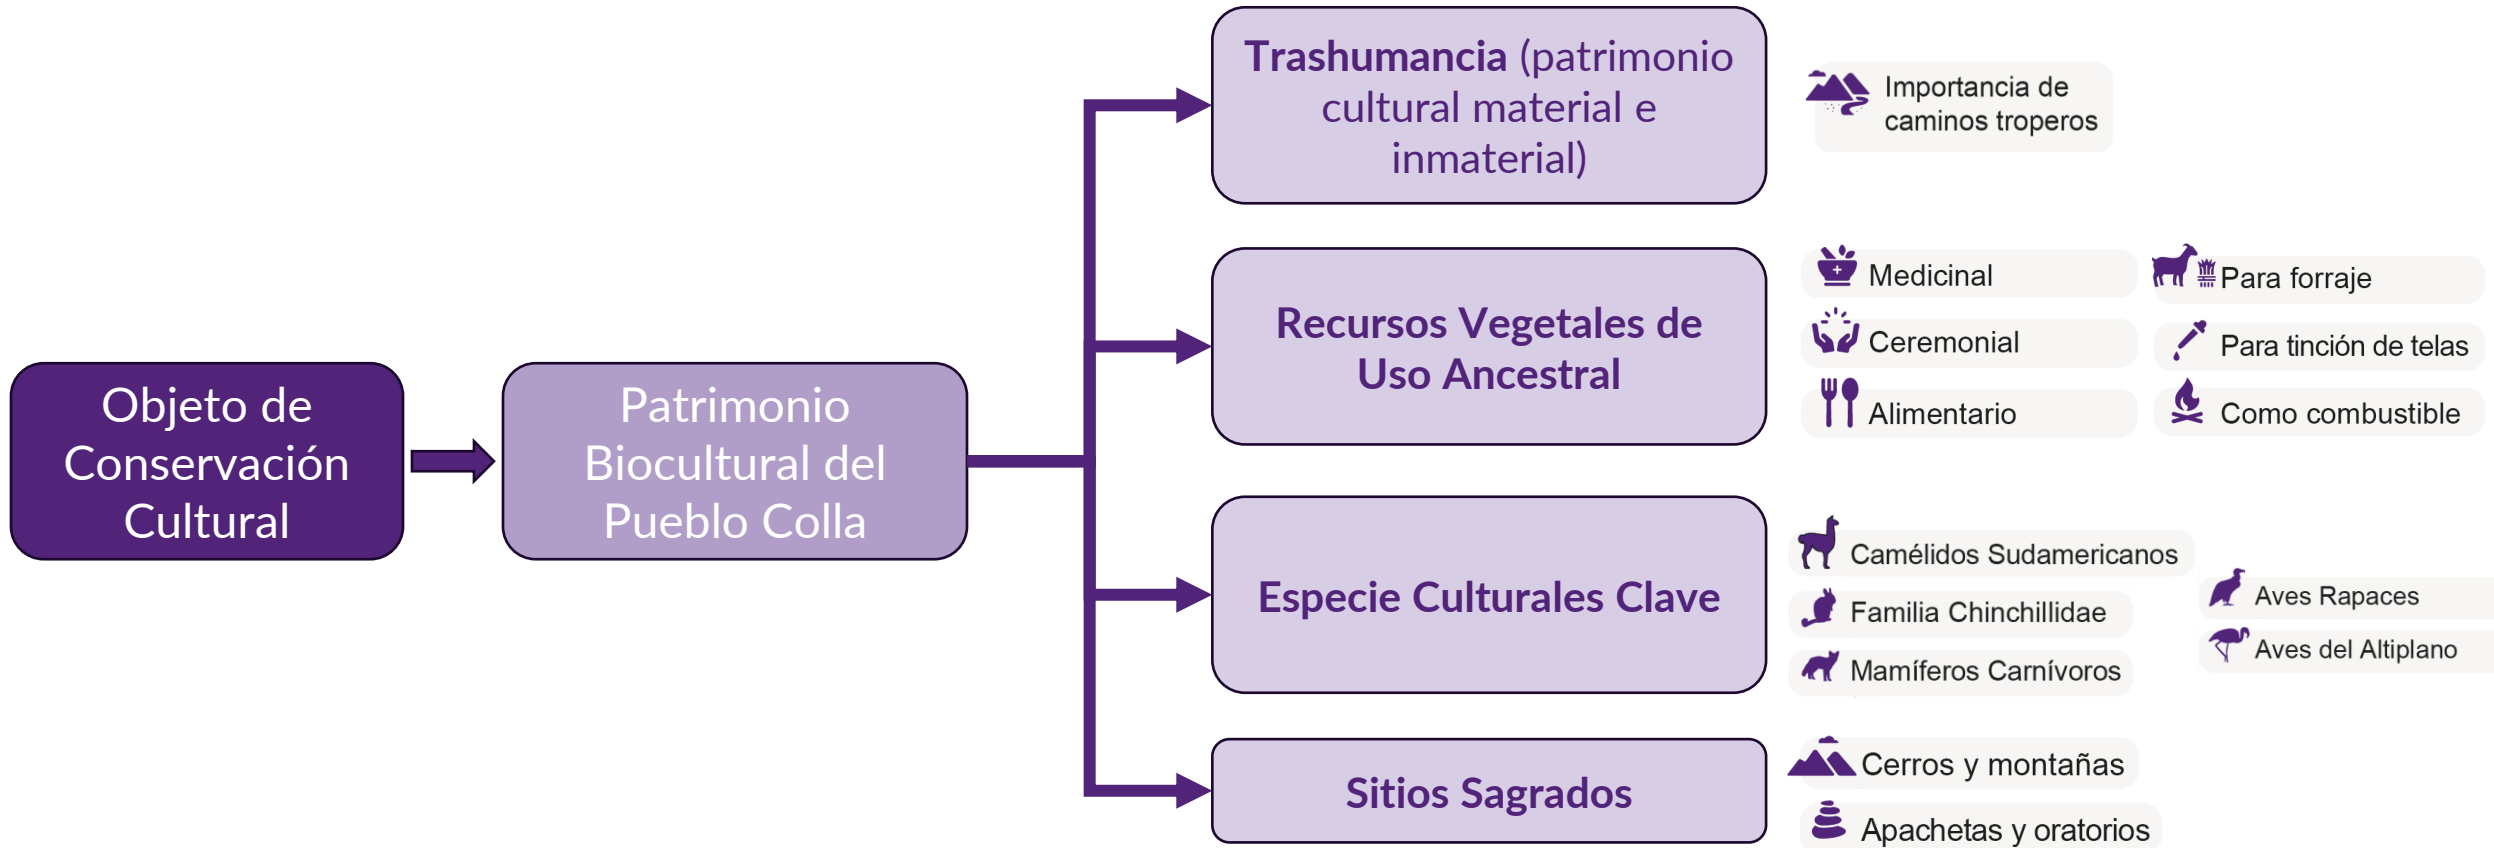 Objeto de
Conservación
Cultural
Patrimonio
Biocultural del
Pueblo Colla
Trashumancia (patrimonio
cultural material e
inmaterial)
Importancia de
caminos troperos
Recursos Vegetales de
Uso Ancestral
Medicinal
Ceremonial
Alimentario
Para forraje
Para tinción de telas
Como combustible
Especie Culturales Clave
Camélidos Sudamericanos
Familia Chinchillidae
Mamíferos Carnívoros
Aves Rapaces
Aves del Altiplano
Sitios Sagrados
Cerros y montañas
Apachetas y oratorios